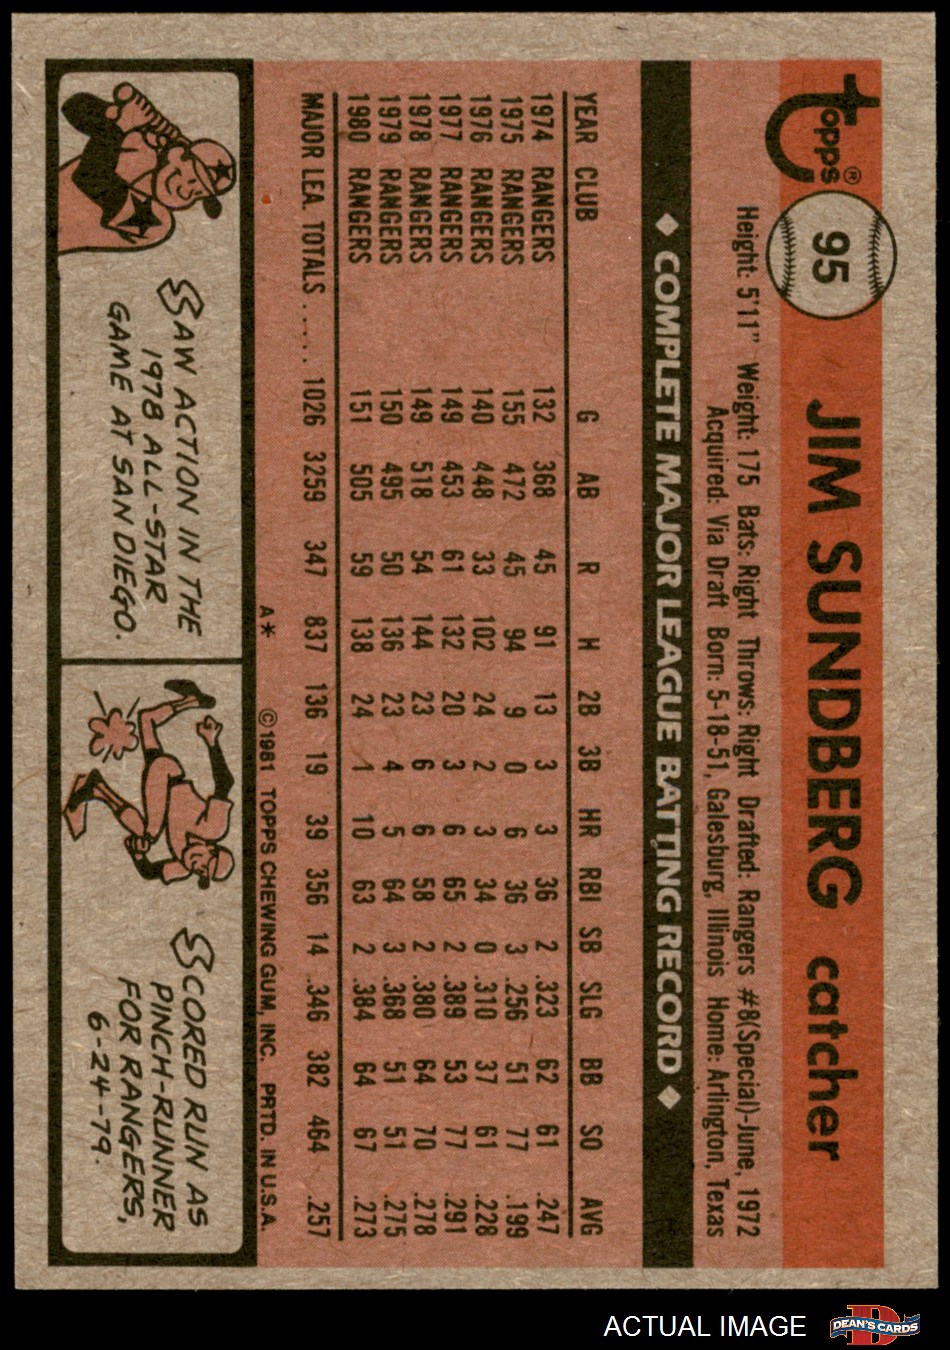 Topps®
95
JIM SUNDBERG catcher
Height: 5'11" Weight: 175 Bats: Right Throws: Right Drafted: Rangers #8(Special)-June, 1972
Acquired: Via Draft Born: 5-18-51, Galesburg, Illinois Home: Arlington, Texas
◆ COMPLETE MAJOR LEAGUE BATTING RECORD ◆
YEAR CLUB G AB R H 2B 3B HR RBI SB SLG BB SO AVG
1974 RANGERS 132 368 45 91 13 3 3 36 2 .323 62 61 .247
1975 RANGERS 155 472 45 94 9 0 6 36 3 .256 51 77 .199
1976 RANGERS 140 448 33 102 24 2 3 34 0 .310 37 61 .228
1977 RANGERS 149 453 61 132 20 3 6 65 2 .389 53 77 .291
1978 RANGERS 149 518 54 144 23 6 6 58 2 .380 64 70 .278
1979 RANGERS 150 495 50 136 23 4 5 64 3 .368 51 51 .275
1980 RANGERS 151 505 59 138 24 1 10 63 2 .384 64 67 .273
MAJOR LEA. TOTALS ..... 1026 3259 347 837 136 19 39 356 14 .346 382 464 .257
A* © 1981 TOPPS CHEWING GUM, INC. PRTD. IN U.S.A.
SAW ACTION IN THE
1978 ALL-STAR
GAME AT SAN DIEGO.
SCORED RUN AS
PINCH-RUNNER
FOR RANGERS,
6-24-79.
ACTUAL IMAGE
D
DEAN'S CARDS